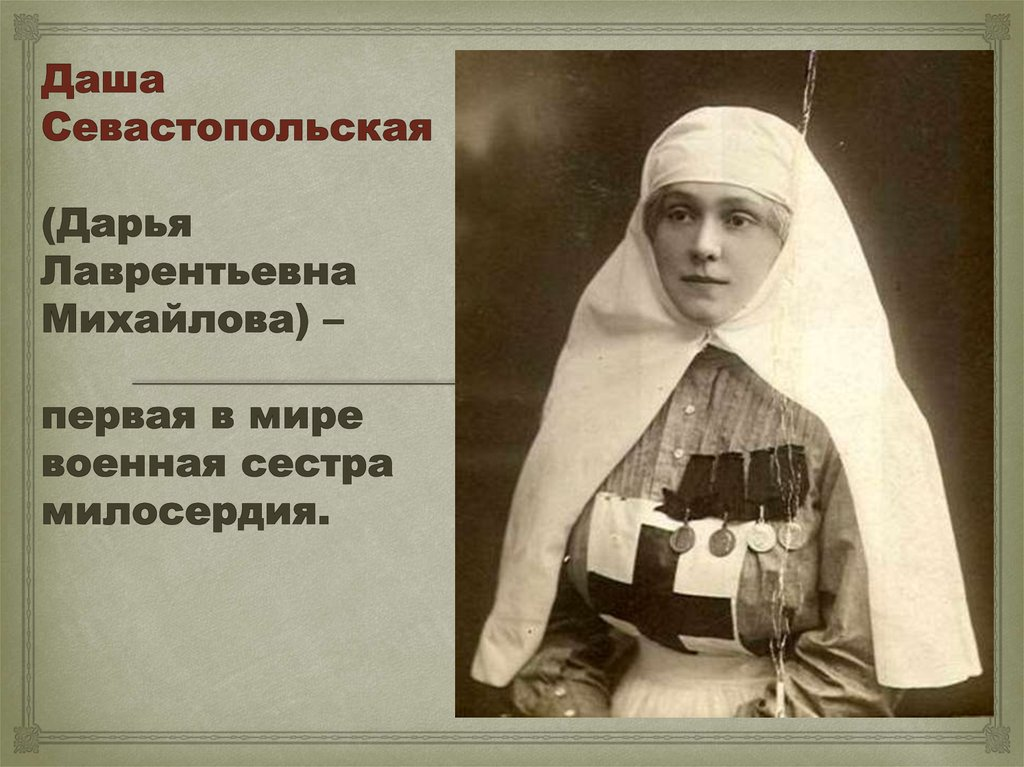 Даша
Севастопольская
(Дарья
Лаврентьевна
Михайлова) –
первая в мире
военная сестра
милосердия.